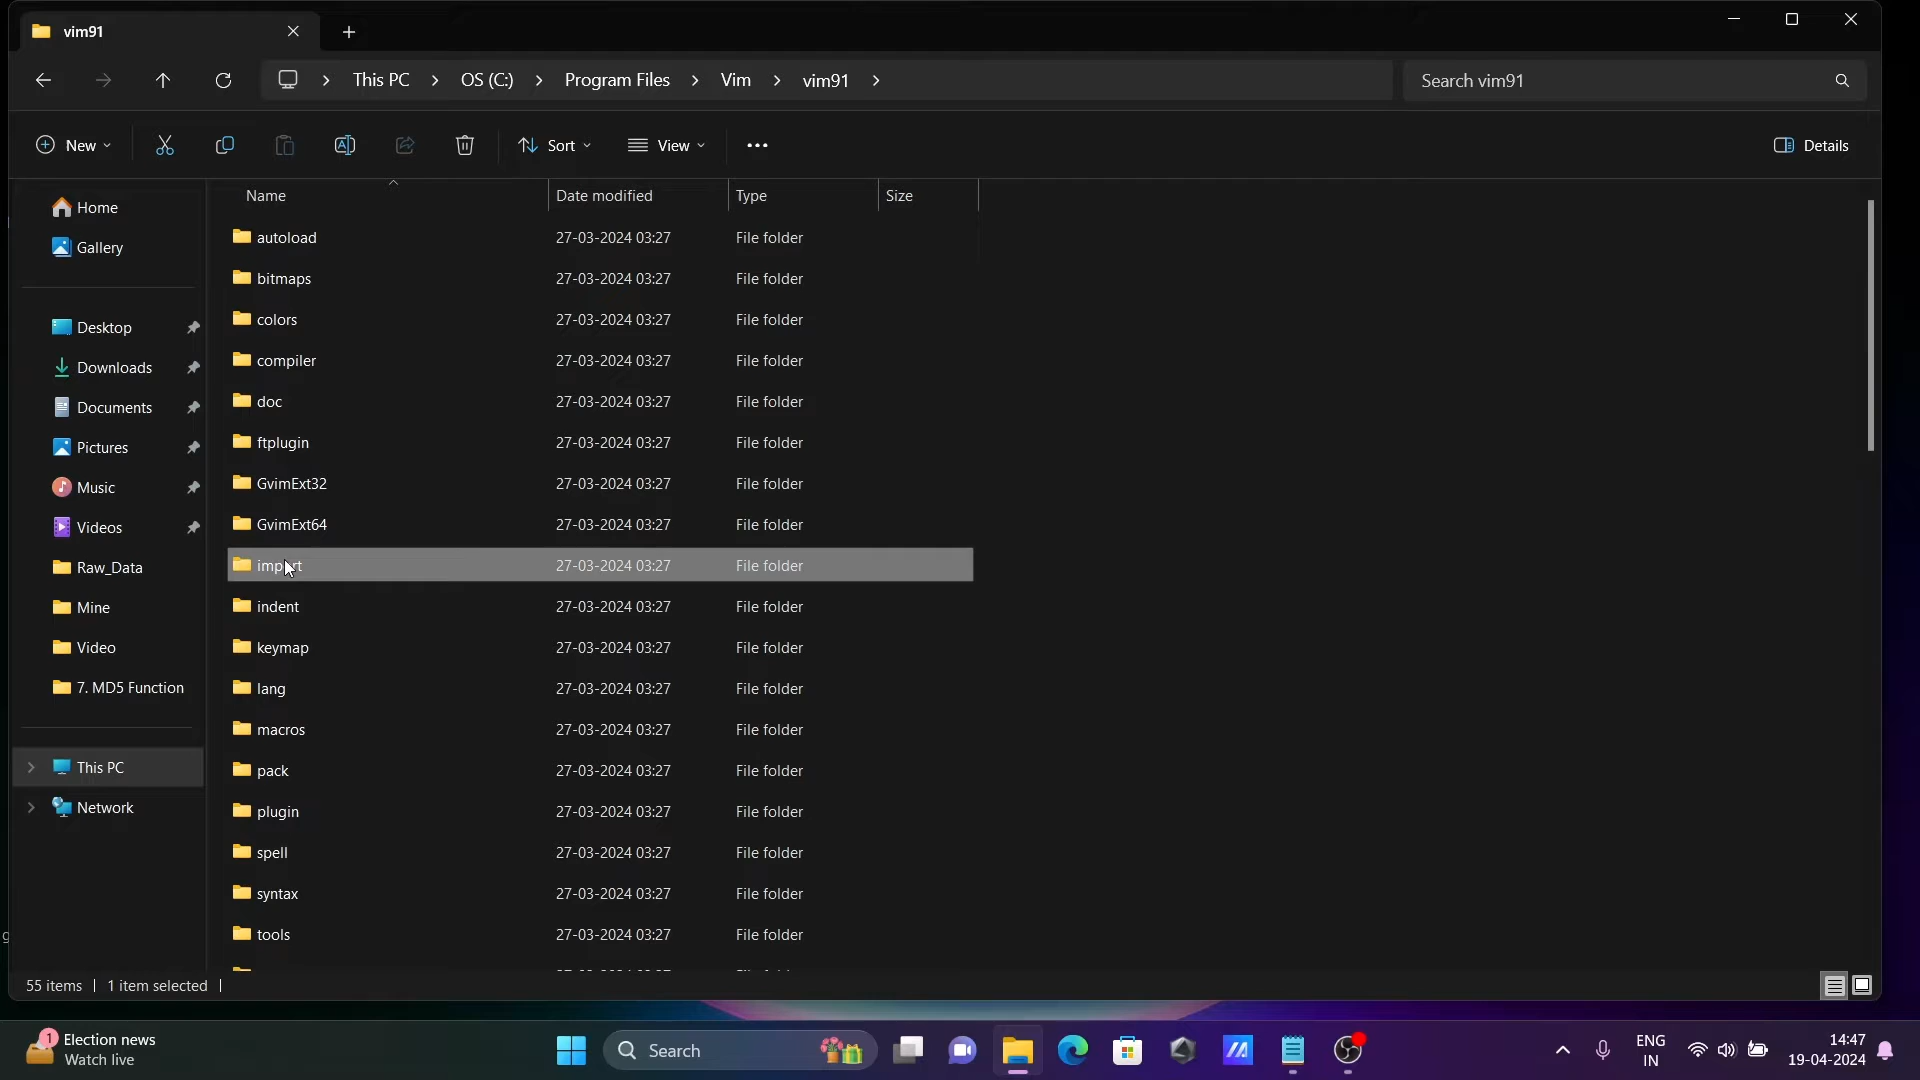 vim91
This PC
OS (C:)
Program Files
Vim
vim91
Search vim91
New
Sort
View
Details
Name
Date modified
Type
Size
Home
Gallery
Desktop
Downloads
Documents
Pictures
Music
Videos
Raw_Data
Mine
Video
7. MD5 Function
This PC
Network
autoload 27-03-2024 03:27 File folder
bitmaps 27-03-2024 03:27 File folder
colors 27-03-2024 03:27 File folder
compiler 27-03-2024 03:27 File folder
doc 27-03-2024 03:27 File folder
ftplugin 27-03-2024 03:27 File folder
GvimExt32 27-03-2024 03:27 File folder
GvimExt64 27-03-2024 03:27 File folder
import 27-03-2024 03:27 File folder
indent 27-03-2024 03:27 File folder
keymap 27-03-2024 03:27 File folder
lang 27-03-2024 03:27 File folder
macros 27-03-2024 03:27 File folder
pack 27-03-2024 03:27 File folder
plugin 27-03-2024 03:27 File folder
spell 27-03-2024 03:27 File folder
syntax 27-03-2024 03:27 File folder
tools 27-03-2024 03:27 File folder
55 items
1 item selected
1
Election news
Watch live
Search
ENG
IN
14:47
19-04-2024